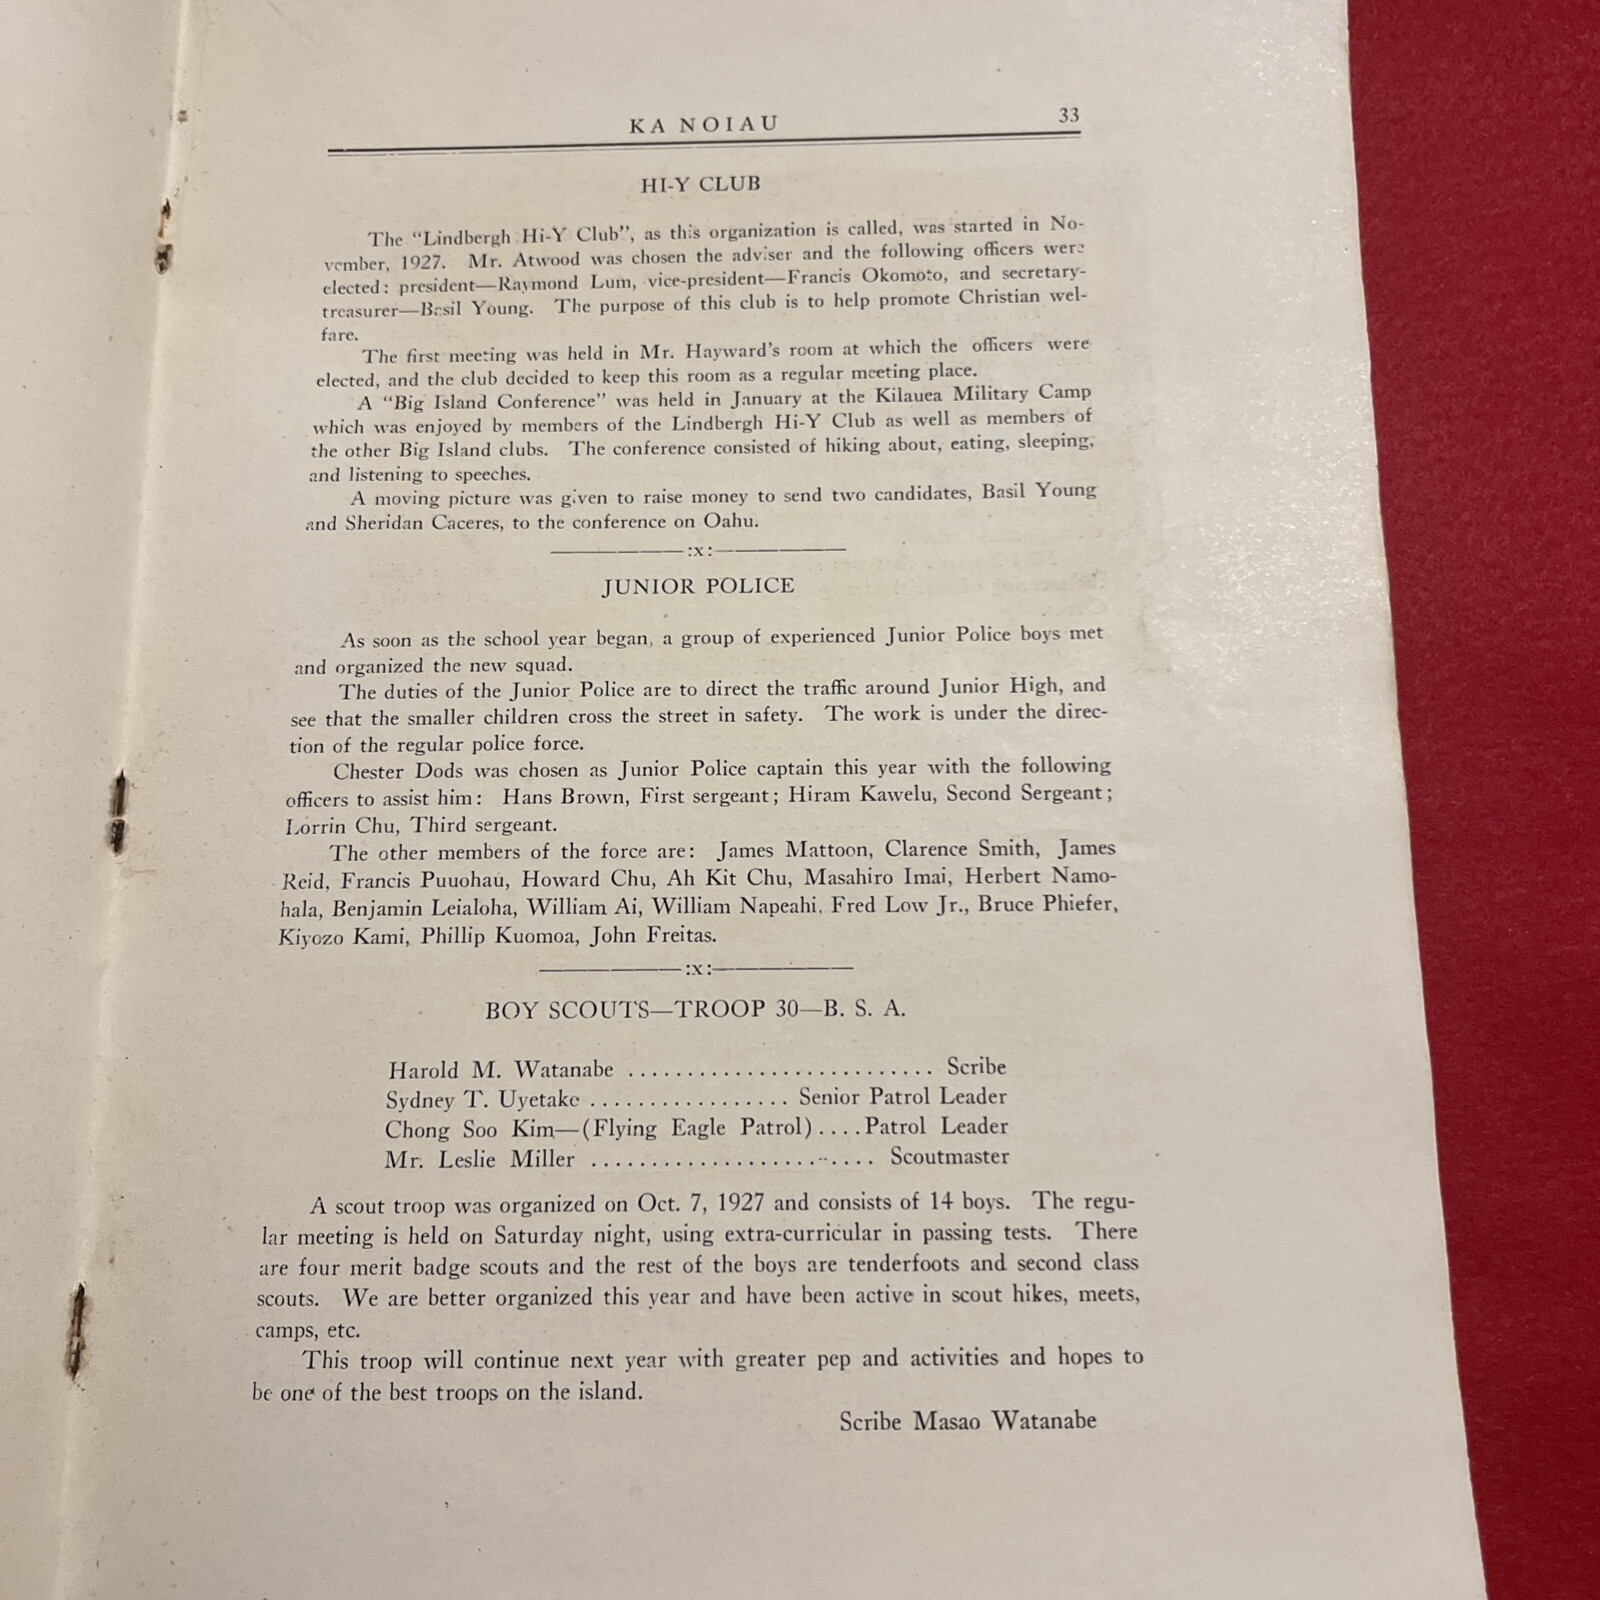 KA NOIAU 33
HI-Y CLUB
The "Lindbergh Hi-Y Club", as this organization is called, was started in No-
vember, 1927. Mr. Atwood was chosen the adviser and the following officers were
elected: president—Raymond Lum, vice-president—Francis Okomoto, and secretary-
treasurer—Basil Young. The purpose of this club is to help promote Christian wel-
fare.
The first meeting was held in Mr. Hayward's room at which the officers were
elected, and the club decided to keep this room as a regular meeting place.
A "Big Island Conference" was held in January at the Kilauea Military Camp
which was enjoyed by members of the Lindbergh Hi-Y Club as well as members of
the other Big Island clubs. The conference consisted of hiking about, eating, sleeping,
and listening to speeches.
A moving picture was given to raise money to send two candidates, Basil Young
and Sheridan Caceres, to the conference on Oahu.
——————:x:——————
JUNIOR POLICE
As soon as the school year began, a group of experienced Junior Police boys met
and organized the new squad.
The duties of the Junior Police are to direct the traffic around Junior High, and
see that the smaller children cross the street in safety. The work is under the direc-
tion of the regular police force.
Chester Dods was chosen as Junior Police captain this year with the following
officers to assist him: Hans Brown, First sergeant; Hiram Kawelu, Second Sergeant;
Lorrin Chu, Third sergeant.
The other members of the force are: James Mattoon, Clarence Smith, James
Reid, Francis Puuohau, Howard Chu, Ah Kit Chu, Masahiro Imai, Herbert Namo-
hala, Benjamin Leialoha, William Ai, William Napeahi, Fred Low Jr., Bruce Phiefer,
Kiyozo Kami, Phillip Kuomoa, John Freitas.
——————:x:——————
BOY SCOUTS—TROOP 30—B. S. A.
Harold M. Watanabe .......................... Scribe
Sydney T. Uyetake ................. Senior Patrol Leader
Chong Soo Kim—(Flying Eagle Patrol)....Patrol Leader
Mr. Leslie Miller ........................ Scoutmaster
A scout troop was organized on Oct. 7, 1927 and consists of 14 boys. The regu-
lar meeting is held on Saturday night, using extra-curricular in passing tests. There
are four merit badge scouts and the rest of the boys are tenderfoots and second class
scouts. We are better organized this year and have been active in scout hikes, meets,
camps, etc.
This troop will continue next year with greater pep and activities and hopes to
be one of the best troops on the island.
Scribe Masao Watanabe